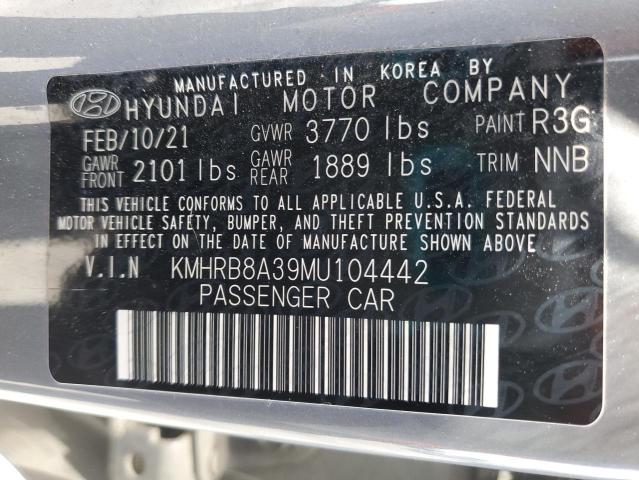 MANUFACTURED IN KOREA BY
HYUNDAI MOTOR COMPANY
FEB/10/21 GVWR 3770 lbs PAINT R3G
GAWR FRONT 2101 lbs GAWR REAR 1889 lbs TRIM NNB
THIS VEHICLE CONFORMS TO ALL APPLICABLE U.S.A. FEDERAL
MOTOR VEHICLE SAFETY, BUMPER, AND THEFT PREVENTION STANDARDS
IN EFFECT ON THE DATE OF MANUFACTURE SHOWN ABOVE.
V.I.N KMHRB8A39MU104442
PASSENGER CAR